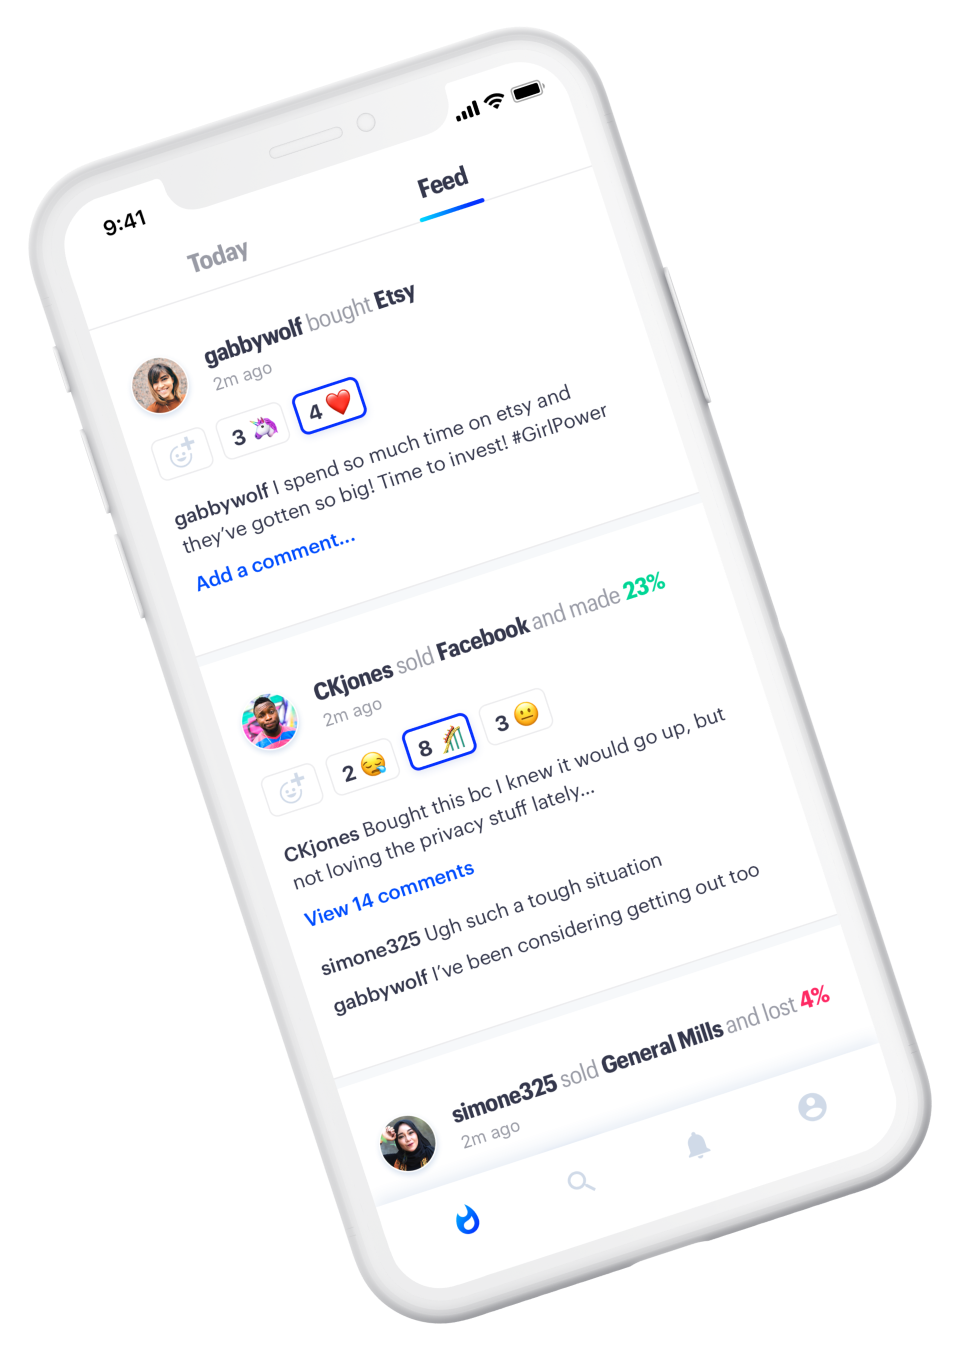 9:41
Today
Feed
gabbywolf bought Etsy
2m ago
3 🦄
4 ❤️
gabbywolf I spend so much time on etsy and
they’ve gotten so big! Time to invest! #GirlPower
Add a comment...
CKjones sold Facebook and made 23%
2m ago
2 😪
8 🎢
3 😐
CKjones Bought this bc I knew it would go up, but
not loving the privacy stuff lately...
View 14 comments
simone325 Ugh such a tough situation
gabbywolf I’ve been considering getting out too
simone325 sold General Mills and lost 4%
2m ago